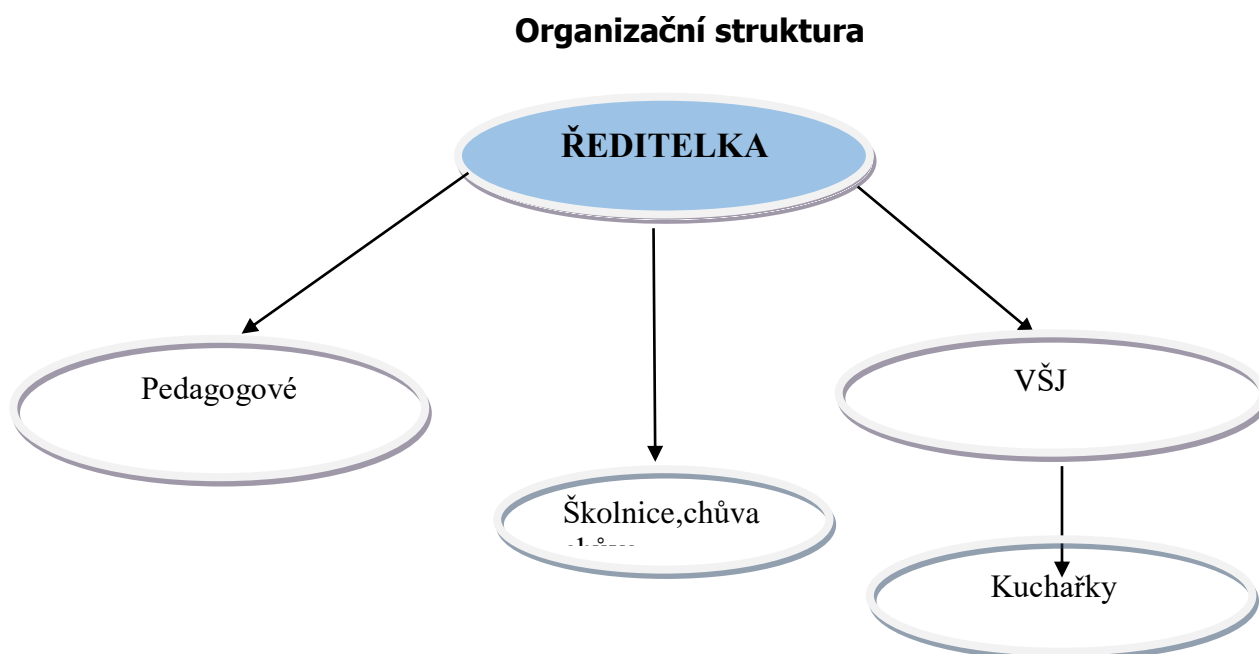 Organizační struktura
ŘEDITELKA
Pedagogové
VŠJ
Školnice,chůva
Kuchařky